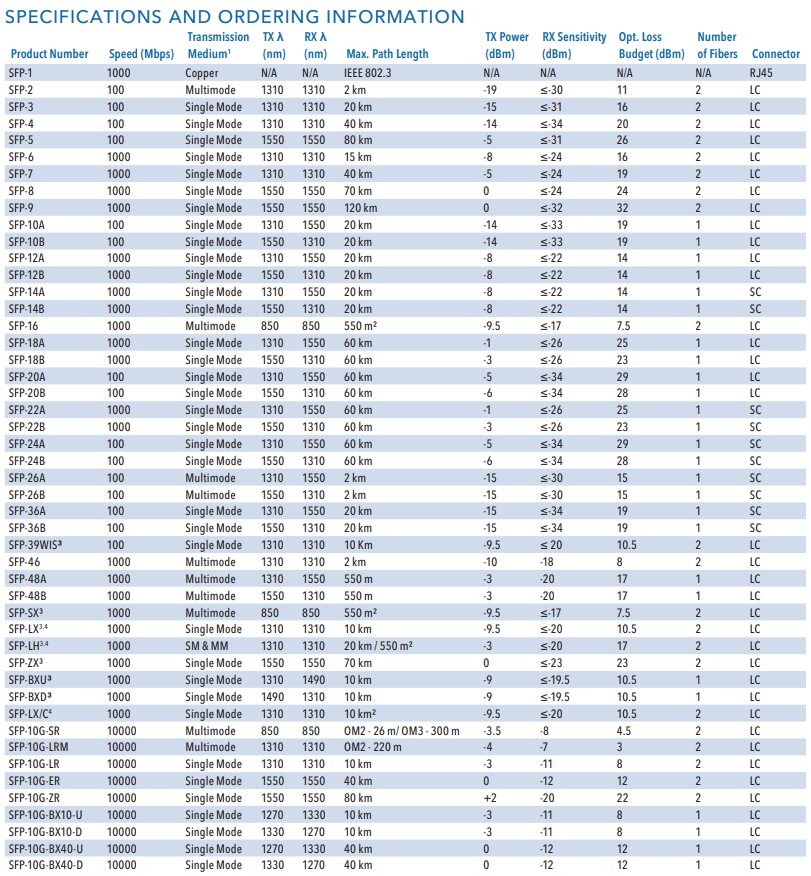 SPECIFICATIONS AND ORDERING INFORMATION
Transmission TX λ RX λ TX Power RX Sensitivity Opt. Loss Number
Product Number Speed (Mbps) Medium¹ (nm) (nm) Max. Path Length (dBm) (dBm) Budget (dBm) of Fibers Connector
SFP-1 1000 Copper N/A N/A IEEE 802.3 N/A N/A N/A N/A RJ45
SFP-2 100 Multimode 1310 1310 2 km -19 ≤-30 11 2 LC
SFP-3 100 Single Mode 1310 1310 20 km -15 ≤-31 16 2 LC
SFP-4 100 Single Mode 1310 1310 40 km -14 ≤-34 20 2 LC
SFP-5 100 Single Mode 1550 1550 80 km -5 ≤-31 26 2 LC
SFP-6 1000 Single Mode 1310 1310 15 km -8 ≤-24 16 2 LC
SFP-7 1000 Single Mode 1310 1310 40 km -5 ≤-24 19 2 LC
SFP-8 1000 Single Mode 1550 1550 70 km 0 ≤-24 24 2 LC
SFP-9 1000 Single Mode 1550 1550 120 km 0 ≤-32 32 2 LC
SFP-10A 100 Single Mode 1310 1550 20 km -14 ≤-33 19 1 LC
SFP-10B 100 Single Mode 1550 1310 20 km -14 ≤-33 19 1 LC
SFP-12A 1000 Single Mode 1310 1550 20 km -8 ≤-22 14 1 LC
SFP-12B 1000 Single Mode 1550 1310 20 km -8 ≤-22 14 1 LC
SFP-14A 1000 Single Mode 1310 1550 20 km -8 ≤-22 14 1 SC
SFP-14B 1000 Single Mode 1550 1310 20 km -8 ≤-22 14 1 SC
SFP-16 1000 Multimode 850 850 550 m² -9.5 ≤-17 7.5 2 LC
SFP-18A 1000 Single Mode 1310 1550 60 km -1 ≤-26 25 1 LC
SFP-18B 1000 Single Mode 1550 1310 60 km -3 ≤-26 23 1 LC
SFP-20A 100 Single Mode 1310 1550 60 km -5 ≤-34 29 1 LC
SFP-20B 100 Single Mode 1550 1310 60 km -6 ≤-34 28 1 LC
SFP-22A 1000 Single Mode 1310 1550 60 km -1 ≤-26 25 1 SC
SFP-22B 1000 Single Mode 1550 1310 60 km -3 ≤-26 23 1 SC
SFP-24A 100 Single Mode 1310 1550 60 km -5 ≤-34 29 1 SC
SFP-24B 100 Single Mode 1550 1310 60 km -6 ≤-34 28 1 SC
SFP-26A 100 Multimode 1310 1550 2 km -15 ≤-30 15 1 SC
SFP-26B 100 Multimode 1550 1310 2 km -15 ≤-30 15 1 SC
SFP-36A 100 Single Mode 1310 1550 20 km -15 ≤-34 19 1 SC
SFP-36B 100 Single Mode 1550 1310 20 km -15 ≤-34 19 1 SC
SFP-39WIS³ 100 Single Mode 1310 1310 10 Km -9.5 ≤ 20 10.5 2 LC
SFP-46 1000 Multimode 1310 1310 2 km -10 -18 8 2 LC
SFP-48A 1000 Multimode 1310 1550 550 m -3 -20 17 1 LC
SFP-48B 1000 Multimode 1550 1310 550 m -3 -20 17 1 LC
SFP-SX³ 1000 Multimode 850 850 550 m² -9.5 ≤-17 7.5 2 LC
SFP-LX³·⁴ 1000 Single Mode 1310 1310 10 km -9.5 ≤-20 10.5 2 LC
SFP-LH³·⁴ 1000 SM & MM 1310 1310 20 km / 550 m² -3 ≤-20 17 2 LC
SFP-ZX³ 1000 Single Mode 1550 1550 70 km 0 ≤-23 23 2 LC
SFP-BXU³ 1000 Single Mode 1310 1490 10 km -9 ≤-19.5 10.5 1 LC
SFP-BXD³ 1000 Single Mode 1490 1310 10 km -9 ≤-19.5 10.5 1 LC
SFP-LX/C⁴ 1000 Single Mode 1310 1310 10 km² -9.5 ≤-20 10.5 2 LC
SFP-10G-SR 10000 Multimode 850 850 OM2 - 26 m/ OM3 - 300 m -3.5 -8 4.5 2 LC
SFP-10G-LRM 10000 Multimode 1310 1310 OM2 - 220 m -4 -7 3 2 LC
SFP-10G-LR 10000 Single Mode 1310 1310 10 km -3 -11 8 2 LC
SFP-10G-ER 10000 Single Mode 1550 1550 40 km 0 -12 12 2 LC
SFP-10G-ZR 10000 Single Mode 1550 1550 80 km +2 -20 22 2 LC
SFP-10G-BX10-U 10000 Single Mode 1270 1330 10 km -3 -11 8 1 LC
SFP-10G-BX10-D 10000 Single Mode 1330 1270 10 km -3 -11 8 1 LC
SFP-10G-BX40-U 10000 Single Mode 1270 1330 40 km 0 -12 12 1 LC
SFP-10G-BX40-D 10000 Single Mode 1330 1270 40 km 0 -12 12 1 LC